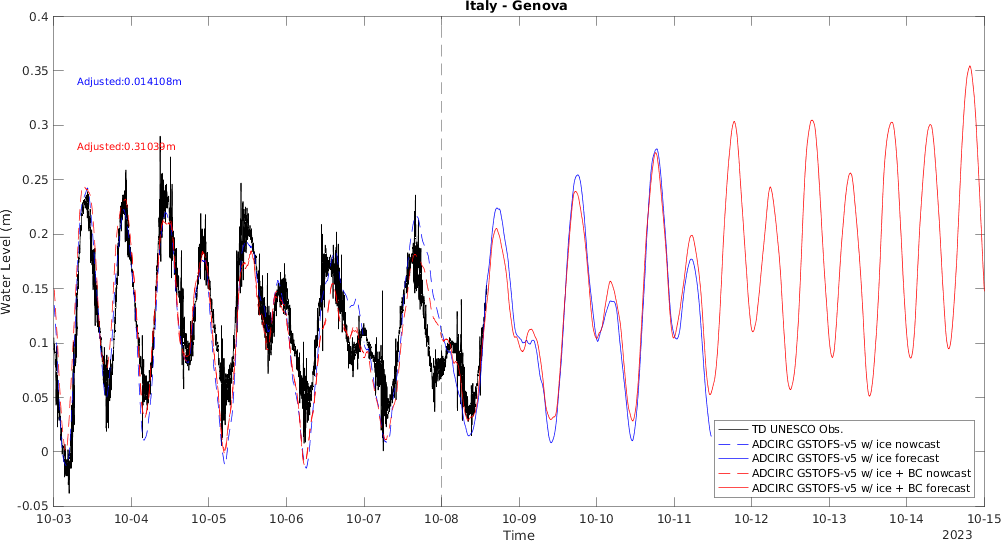 Italy - Genova
0.4
0.35
0.3
0.25
0.2
0.15
0.1
0.05
0
-0.05
Water Level (m)
Adjusted:0.014108m
Adjusted:0.31039m
TD UNESCO Obs.
ADCIRC GSTOFS-v5 w/ ice nowcast
ADCIRC GSTOFS-v5 w/ ice forecast
ADCIRC GSTOFS-v5 w/ ice + BC nowcast
ADCIRC GSTOFS-v5 w/ ice + BC forecast
10-03 10-04 10-05 10-06 10-07 10-08 10-09 10-10 10-11 10-12 10-13 10-14 10-15
Time
2023